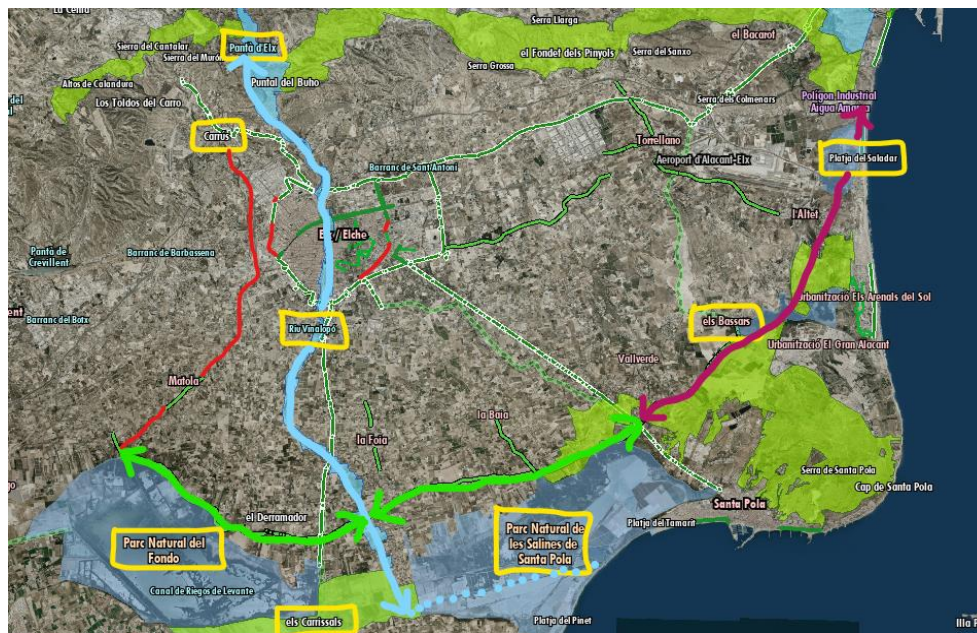 La Cerifa
Serra Llarga
el Bacarot
Sierra del Cantalar
Sierra del Murón
Pantà d'Elx
el Fondet dels Pinyols
Serra del Sanxo
Altos de Calandura
Puntal del Buho
Serra Grossa
Los Toldos del Carro
Serra dels Colmenars
Polígon Industrial
Aigua Amarga
Carrús
Torrellano
Barranc de Sant Antoni
Aeroport d'Alacant-Elx
Platja del Saladar
l'Altet
Elx / Elche
Pantà de
Crevillent
Barranc de Barbassena
Urbanització Els Arenals del Sol
Barranc del Botx
Riu Vinalopó
els Bassars
Urbanització El Gran Alacant
Vallverde
Matola
la Baia
la Foia
Serra de Santa Pola
Cap de Santa Pola
Santa Pola
el Derramador
Platja del Tamarit
Parc Natural del
Fondo
Parc Natural de
les Salines de
Santa Pola
Canal de Riegos de Levante
els Carrissals
Platja del Pinet